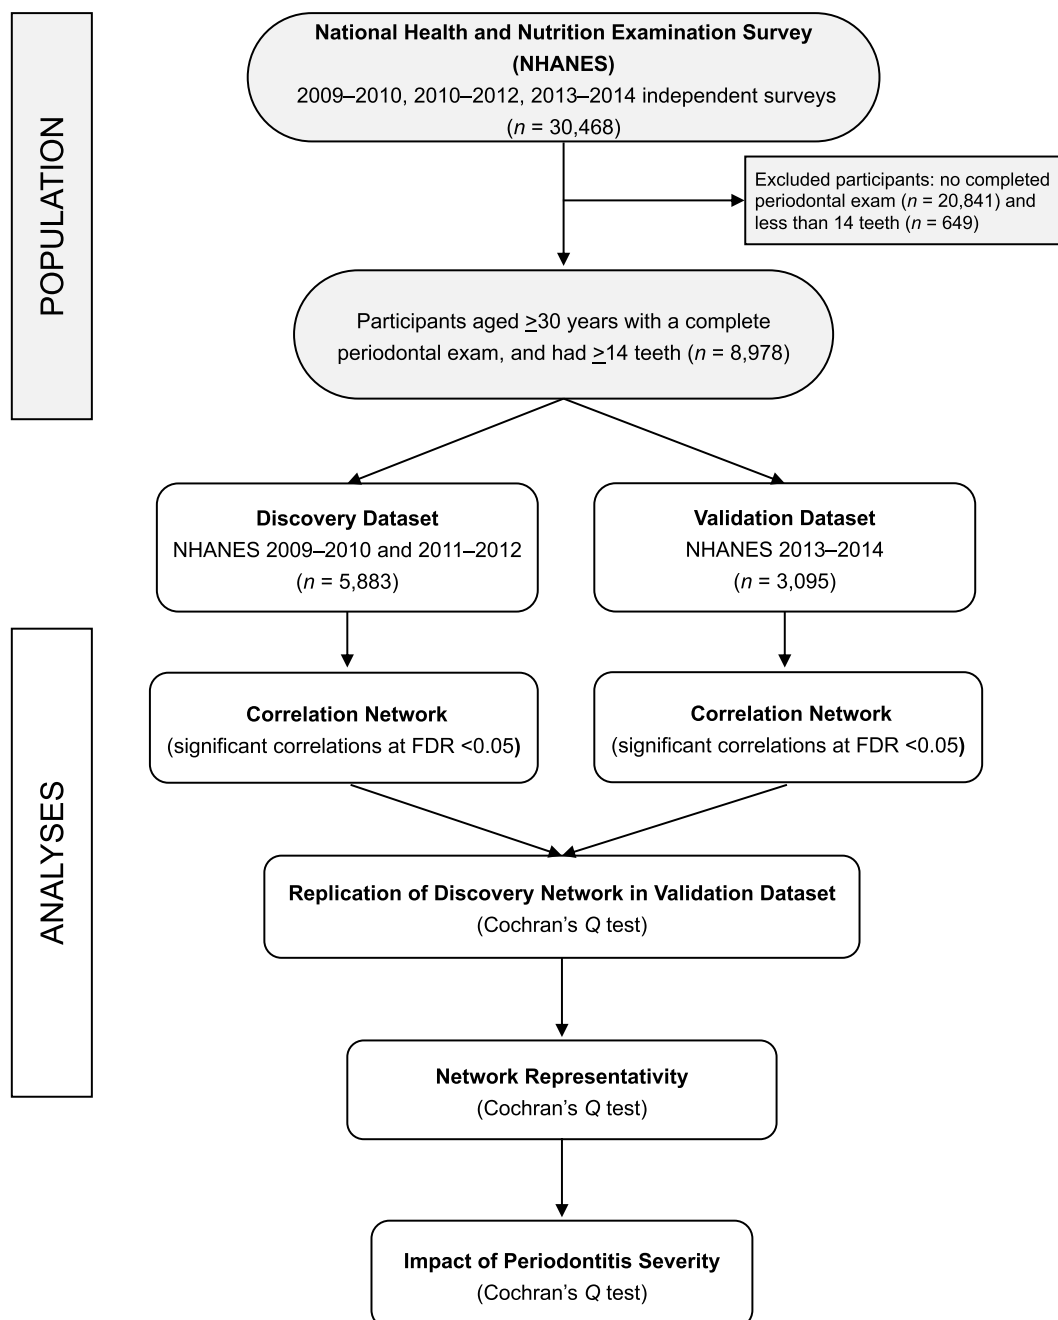 POPULATION
National Health and Nutrition Examination Survey
(NHANES)
2009–2010, 2010–2012, 2013–2014 independent surveys
(n = 30,468)
Excluded participants: no completed
periodontal exam (n = 20,841) and
less than 14 teeth (n = 649)
Participants aged ≥30 years with a complete
periodontal exam, and had ≥14 teeth (n = 8,978)
Discovery Dataset
NHANES 2009–2010 and 2011–2012
(n = 5,883)
Validation Dataset
NHANES 2013–2014
(n = 3,095)
ANALYSES
Correlation Network
(significant correlations at FDR <0.05)
Correlation Network
(significant correlations at FDR <0.05)
Replication of Discovery Network in Validation Dataset
(Cochran's Q test)
Network Representativity
(Cochran's Q test)
Impact of Periodontitis Severity
(Cochran's Q test)